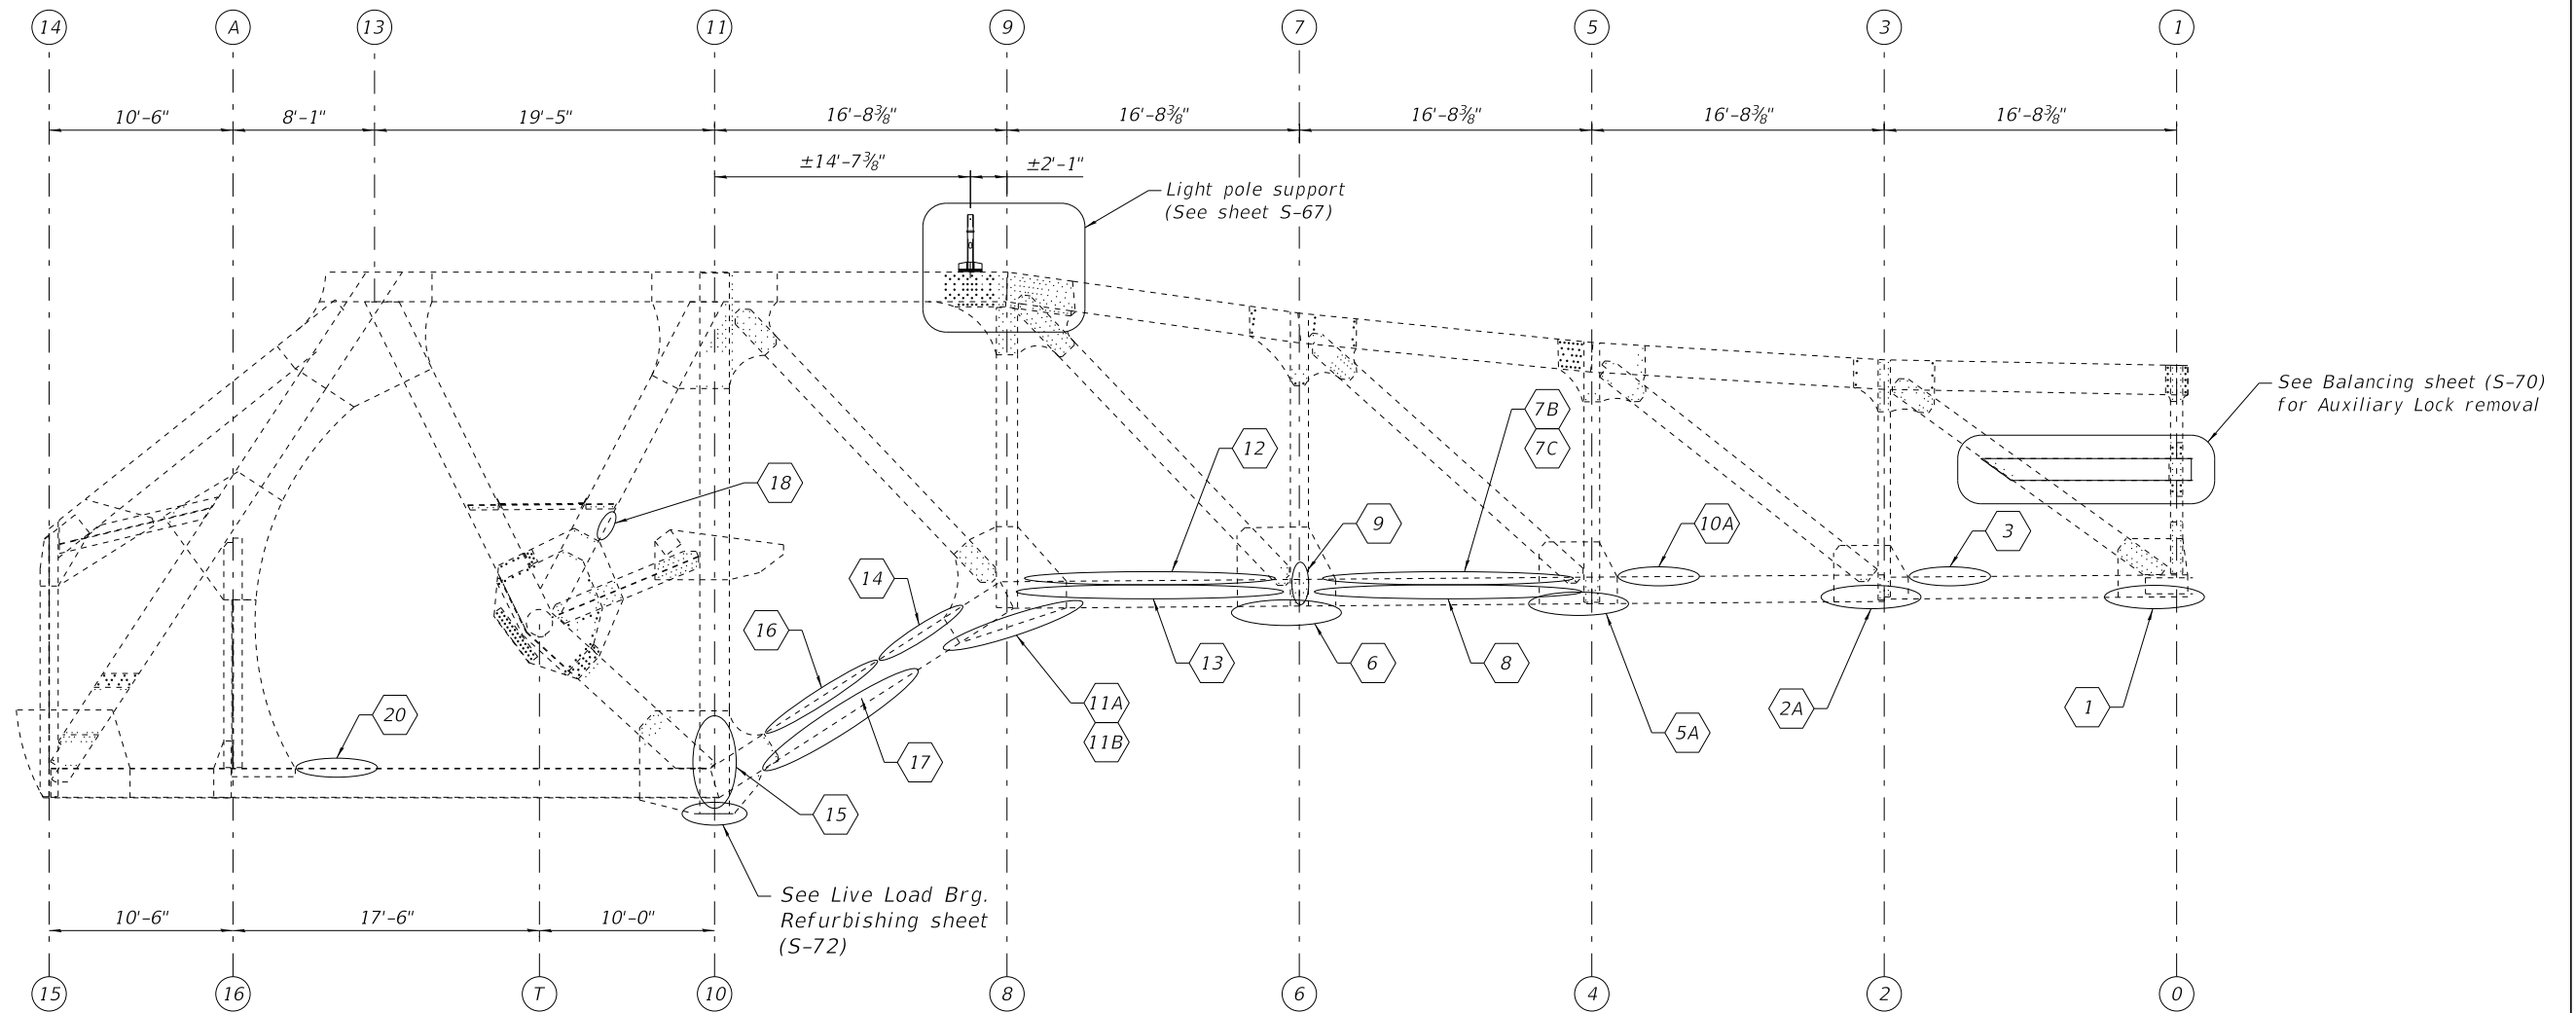 14 A 13 11 9 7 5 3 1
10'-6" 8'-1" 19'-5" 16'-8⅜" 16'-8⅜" 16'-8⅜" 16'-8⅜" 16'-8⅜"
±14'-7⅜" ±2'-1"
Light pole support
(See sheet S-67)
See Balancing sheet (S-70)
for Auxiliary Lock removal
7B
7C
12
18
9
10A
3
14
16
13
6
8
11A
11B
5A
2A
1
20
17
15
See Live Load Brg.
Refurbishing sheet
(S-72)
10'-6" 17'-6" 10'-0"
15 16 T 10 8 6 4 2 0